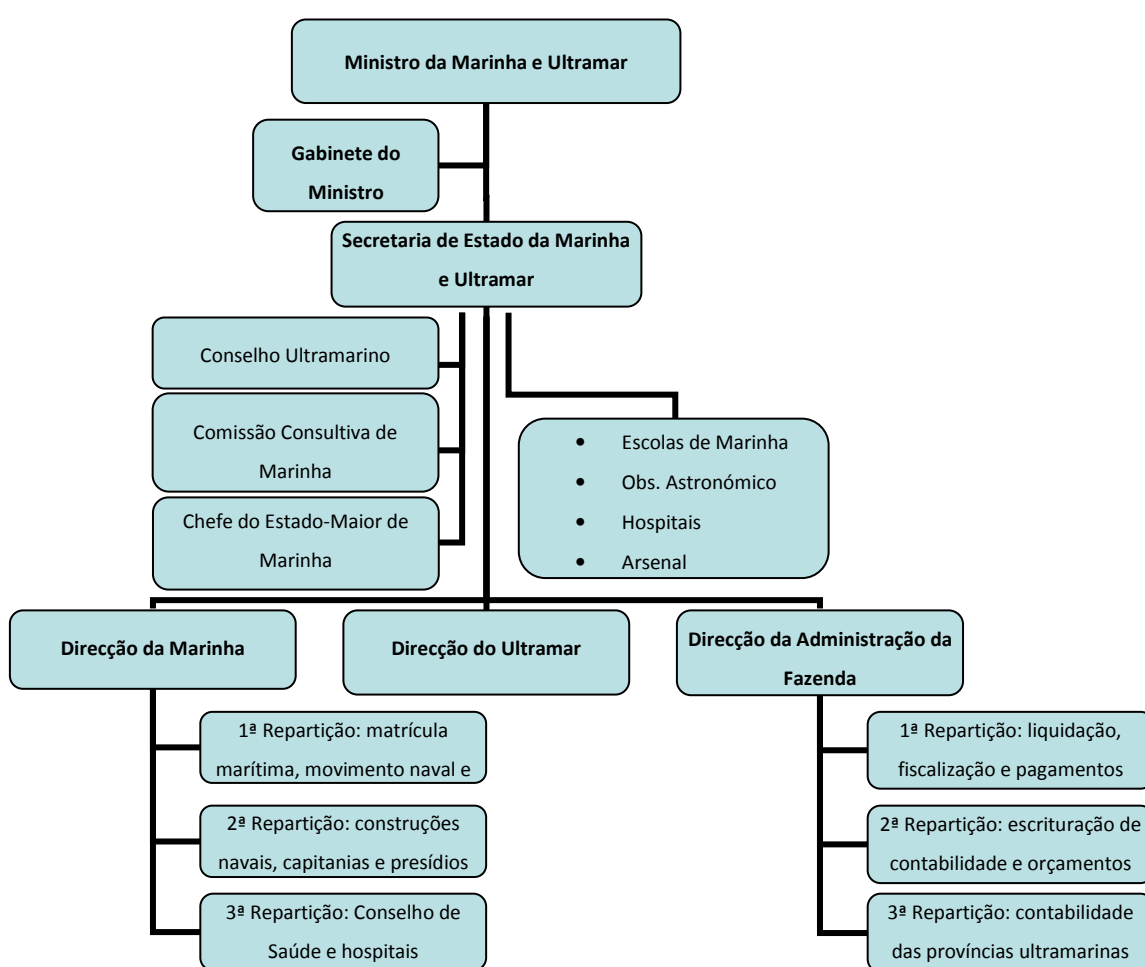 Ministro da Marinha e Ultramar
Gabinete do
Ministro
Secretaria de Estado da Marinha
e Ultramar
Conselho Ultramarino
Comissão Consultiva de
Marinha
Chefe do Estado-Maior de
Marinha
• Escolas de Marinha
• Obs. Astronómico
• Hospitais
• Arsenal
Direcção da Marinha
Direcção do Ultramar
Direcção da Administração da
Fazenda
1ª Repartição: matrícula
marítima, movimento naval e
2ª Repartição: construções
navais, capitanias e presídios
3ª Repartição: Conselho de
Saúde e hospitais
1ª Repartição: liquidação,
fiscalização e pagamentos
2ª Repartição: escrituração de
contabilidade e orçamentos
3ª Repartição: contabilidade
das províncias ultramarinas